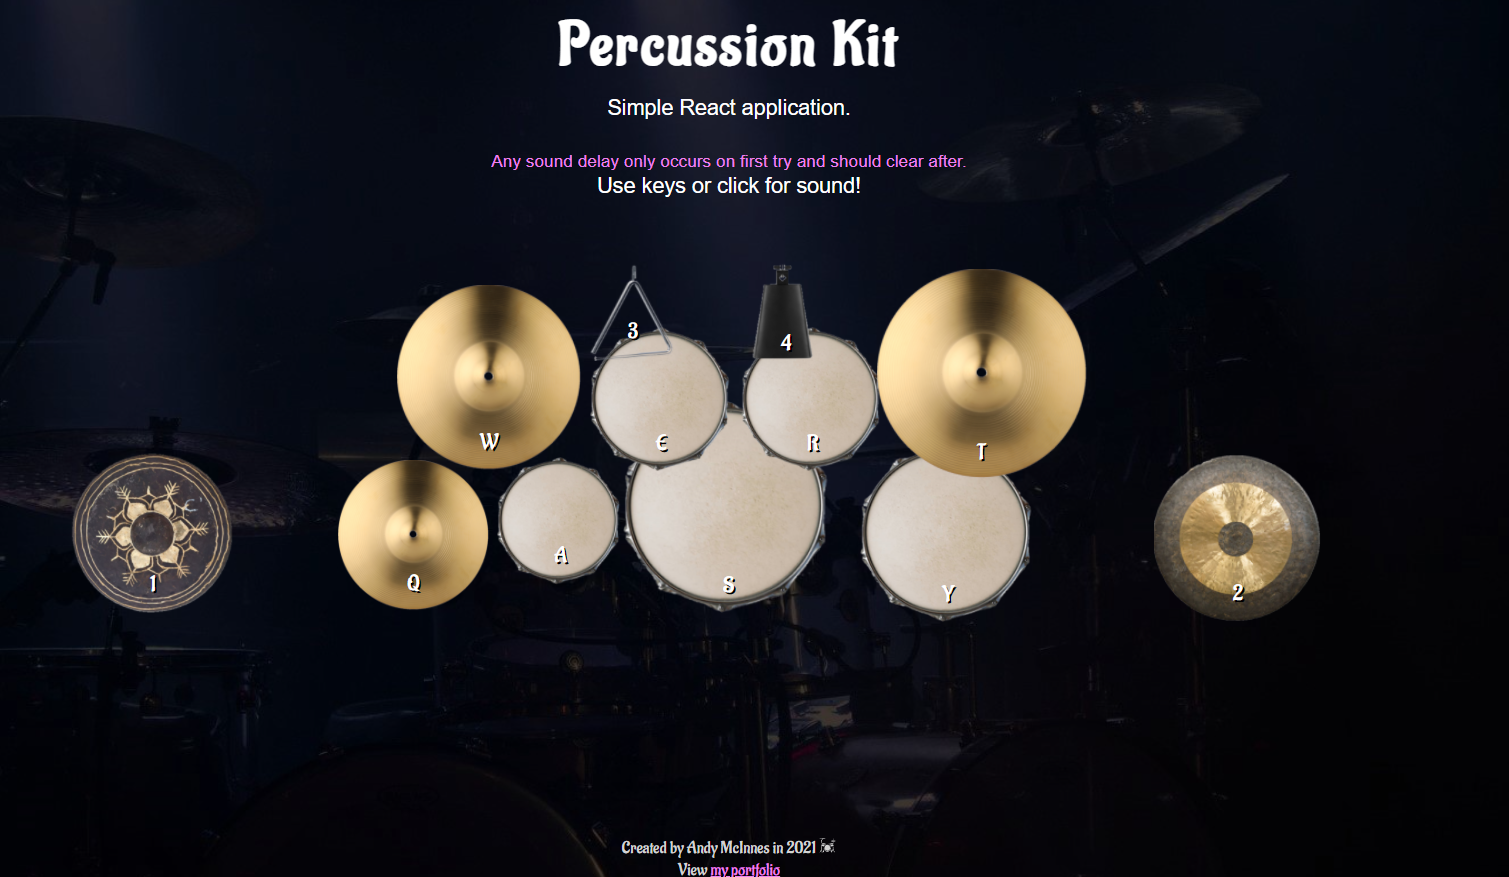 Percussion Kit
Simple React application.
Any sound delay only occurs on first try and should clear after.
Use keys or click for sound!
3
4
W
E
R
T
1
Q
A
S
Y
2
Created by Andy McInnes in 2021
View my portfolio